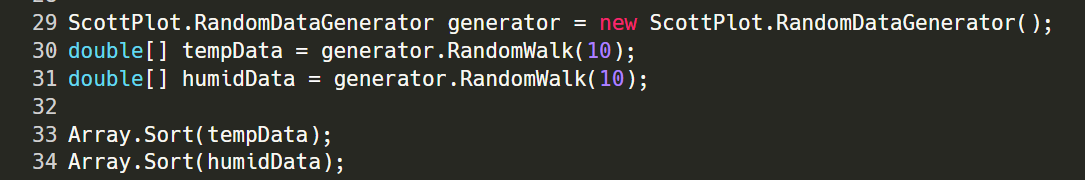 29 ScottPlot.RandomDataGenerator generator = new ScottPlot.RandomDataGenerator();
30 double[] tempData = generator.RandomWalk(10);
31 double[] humidData = generator.RandomWalk(10);
32
33 Array.Sort(tempData);
34 Array.Sort(humidData);